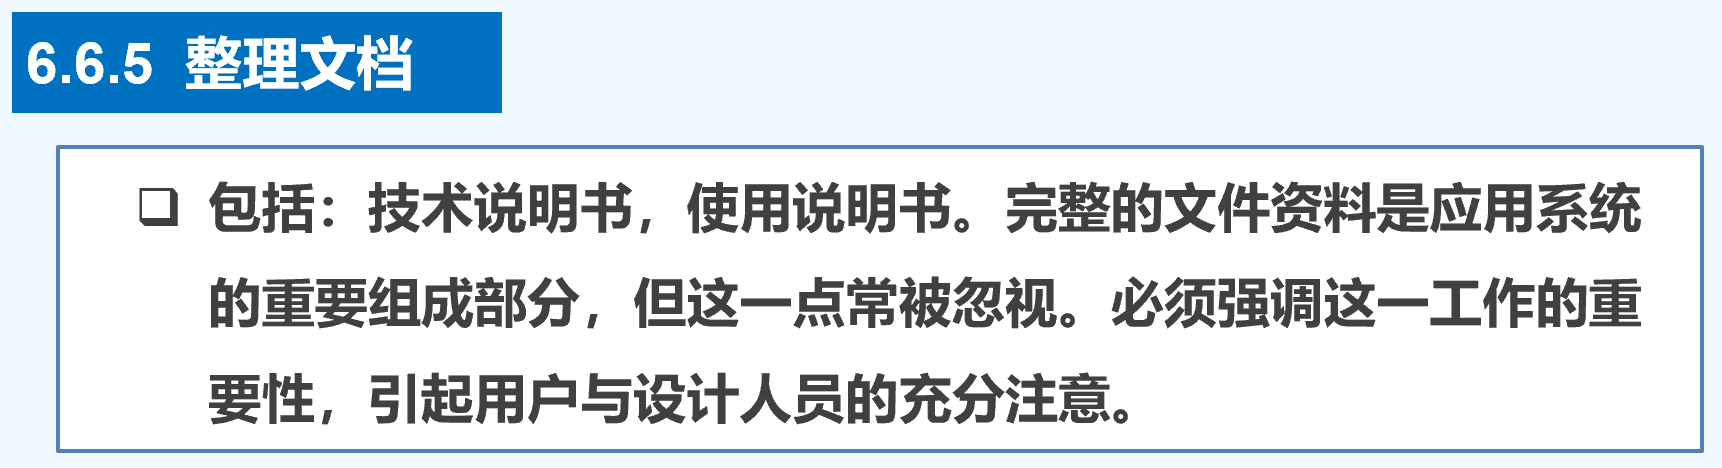 6.6.5 整理文档
❑ 包括：技术说明书，使用说明书。完整的文件资料是应用系统
的重要组成部分，但这一点常被忽视。必须强调这一工作的重
要性，引起用户与设计人员的充分注意。